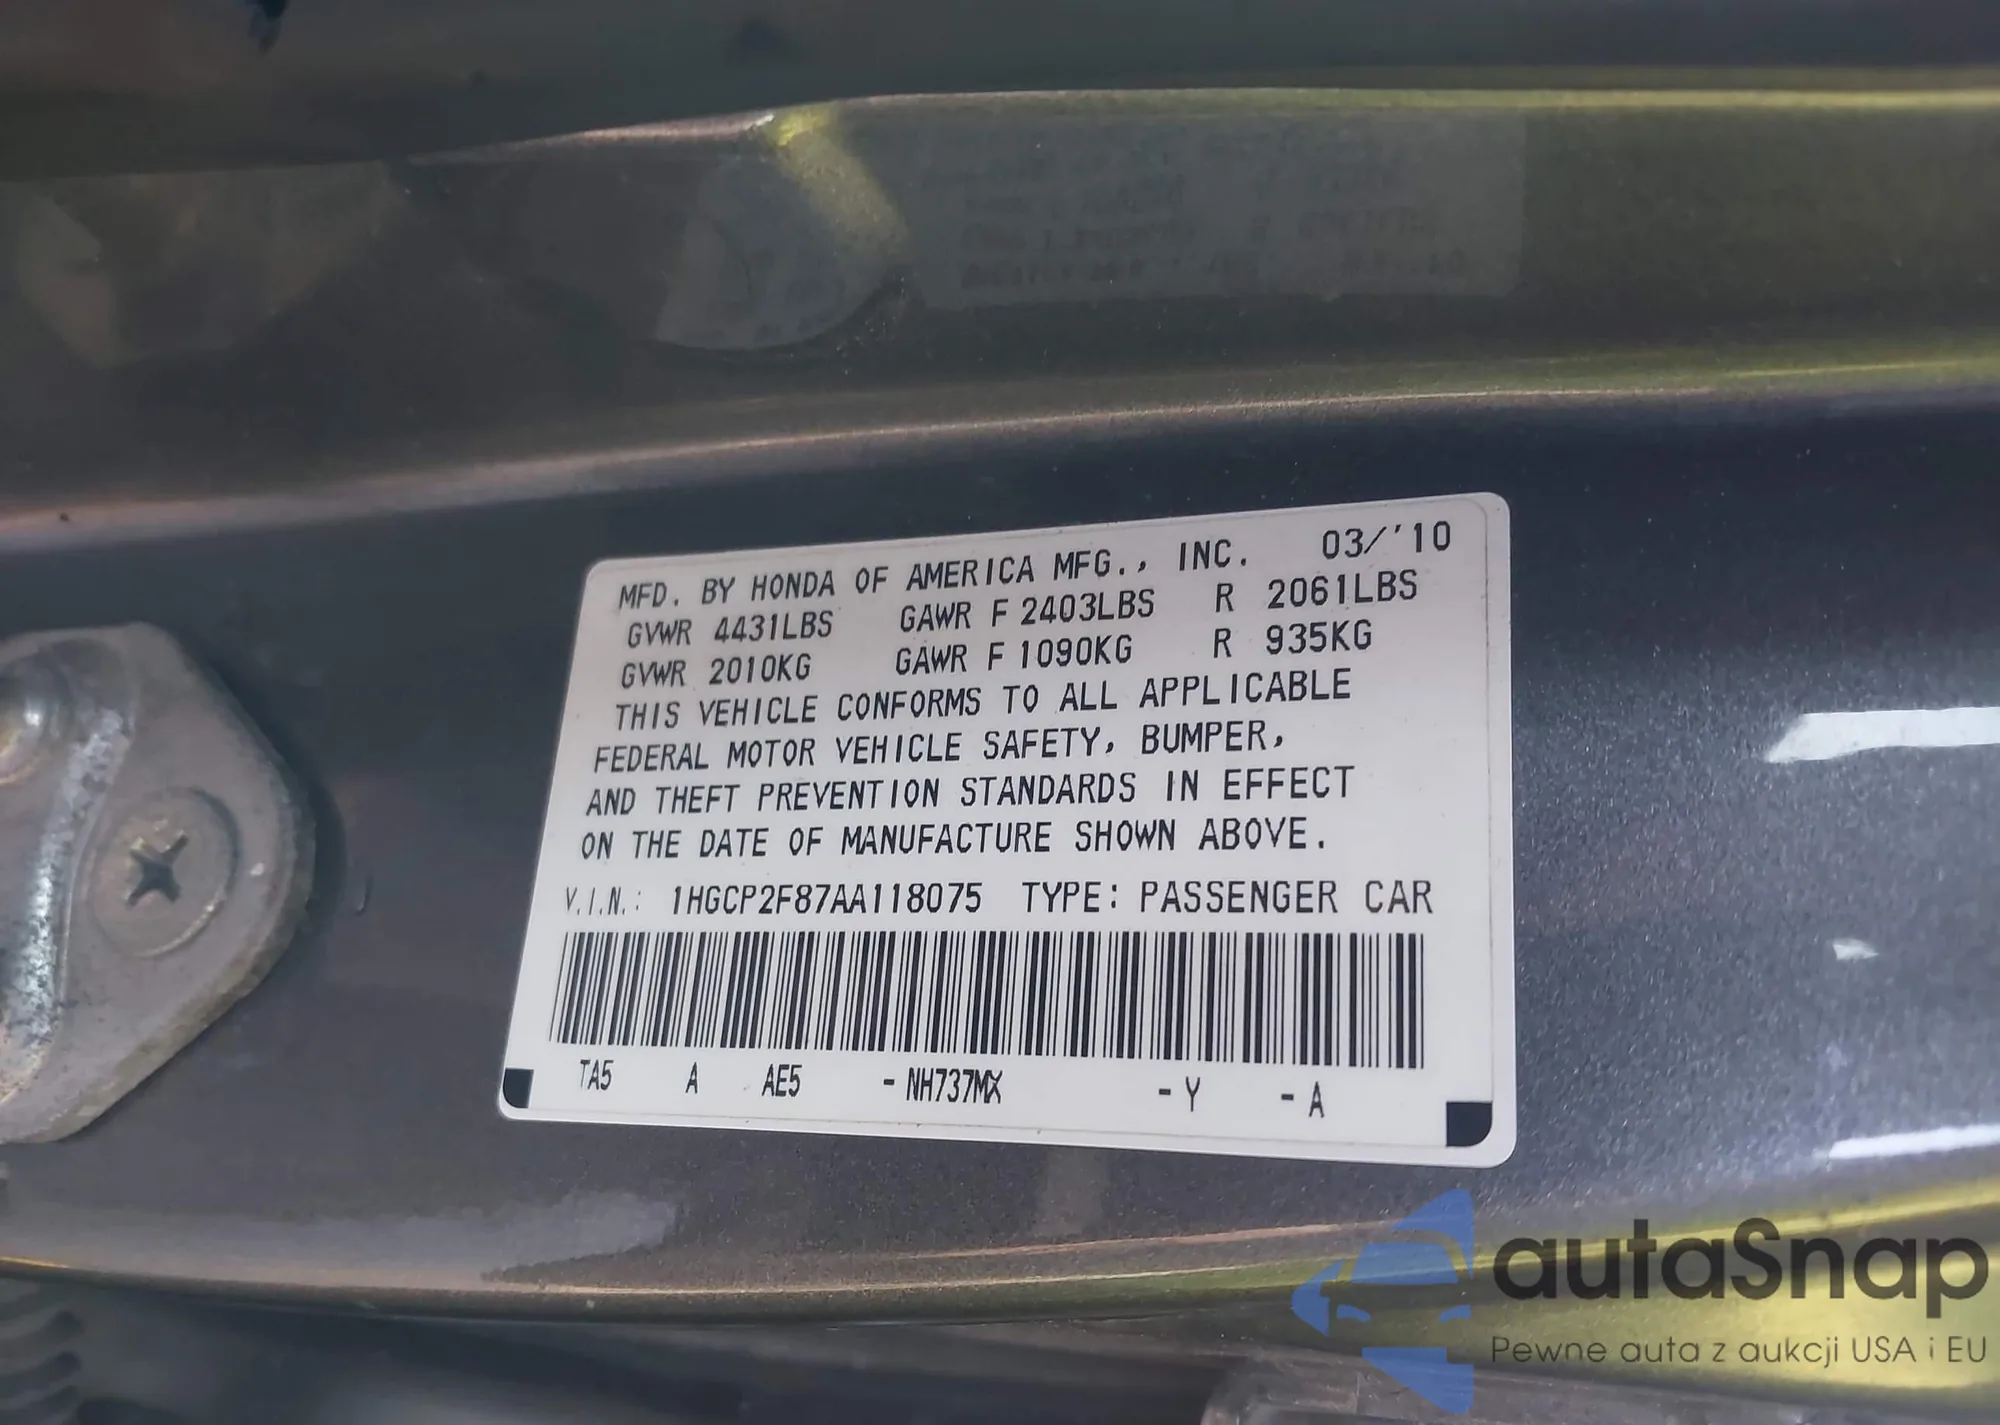 MFD. BY HONDA OF AMERICA MFG., INC. 03/'10
GVWR 4431LBS GAWR F 2403LBS R 2061LBS
GVWR 2010KG GAWR F 1090KG R 935KG
THIS VEHICLE CONFORMS TO ALL APPLICABLE
FEDERAL MOTOR VEHICLE SAFETY, BUMPER,
AND THEFT PREVENTION STANDARDS IN EFFECT
ON THE DATE OF MANUFACTURE SHOWN ABOVE.
V.I.N.: 1HGCP2F87AA118075 TYPE: PASSENGER CAR
TA5 A AE5 -NH737MX -Y -A
autaSnap
Pewne auta z aukcji USA i EU